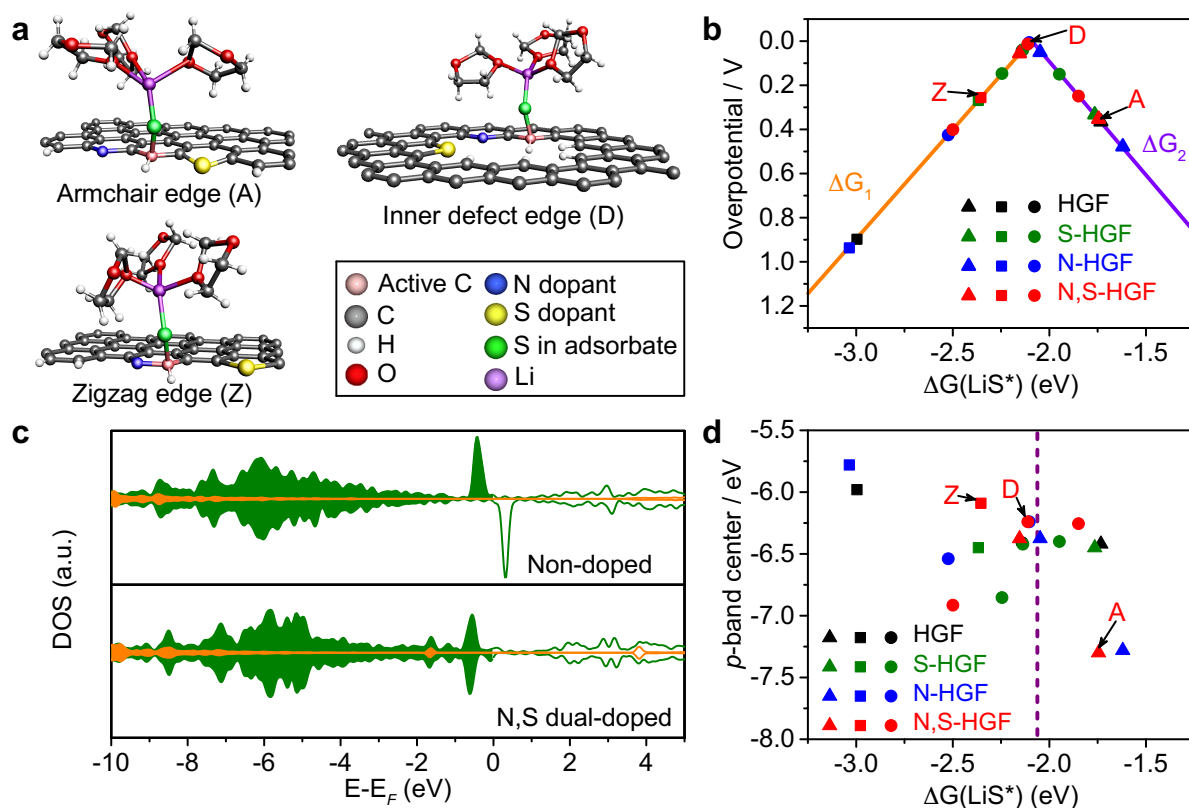 a
Armchair edge (A)
Inner defect edge (D)
Zigzag edge (Z)
Active C
C
H
O
N dopant
S dopant
S in adsorbate
Li
b
Overpotential / V
0.0
0.2
0.4
0.6
0.8
1.0
1.2
D
Z
A
ΔG1
ΔG2
HGF
S-HGF
N-HGF
N,S-HGF
-3.0 -2.5 -2.0 -1.5
ΔG(LiS*) (eV)
c
DOS (a.u.)
Non-doped
N,S dual-doped
-10 -8 -6 -4 -2 0 2 4
E-EF (eV)
d
p-band center / eV
-5.5
-6.0
-6.5
-7.0
-7.5
-8.0
Z
D
A
HGF
S-HGF
N-HGF
N,S-HGF
-3.0 -2.5 -2.0 -1.5
ΔG(LiS*) (eV)